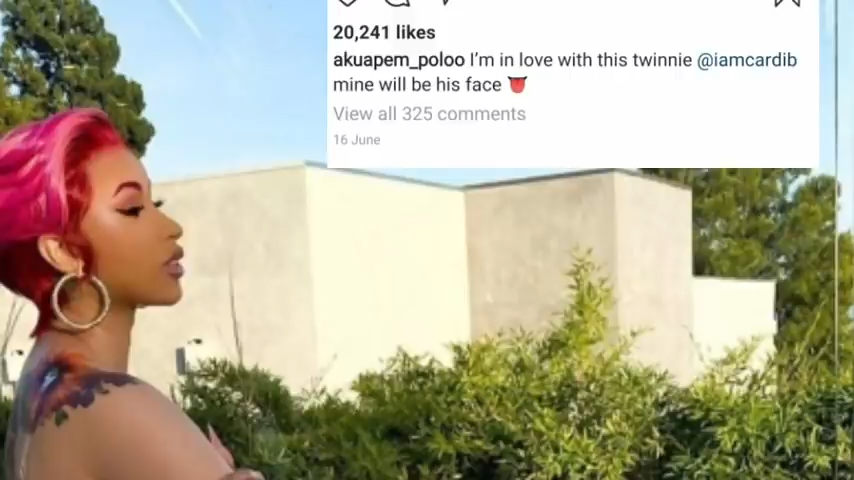 20,241 likes
akuapem_poloo I'm in love with this twinnie @iamcardib
mine will be his face 👅
View all 325 comments
16 June